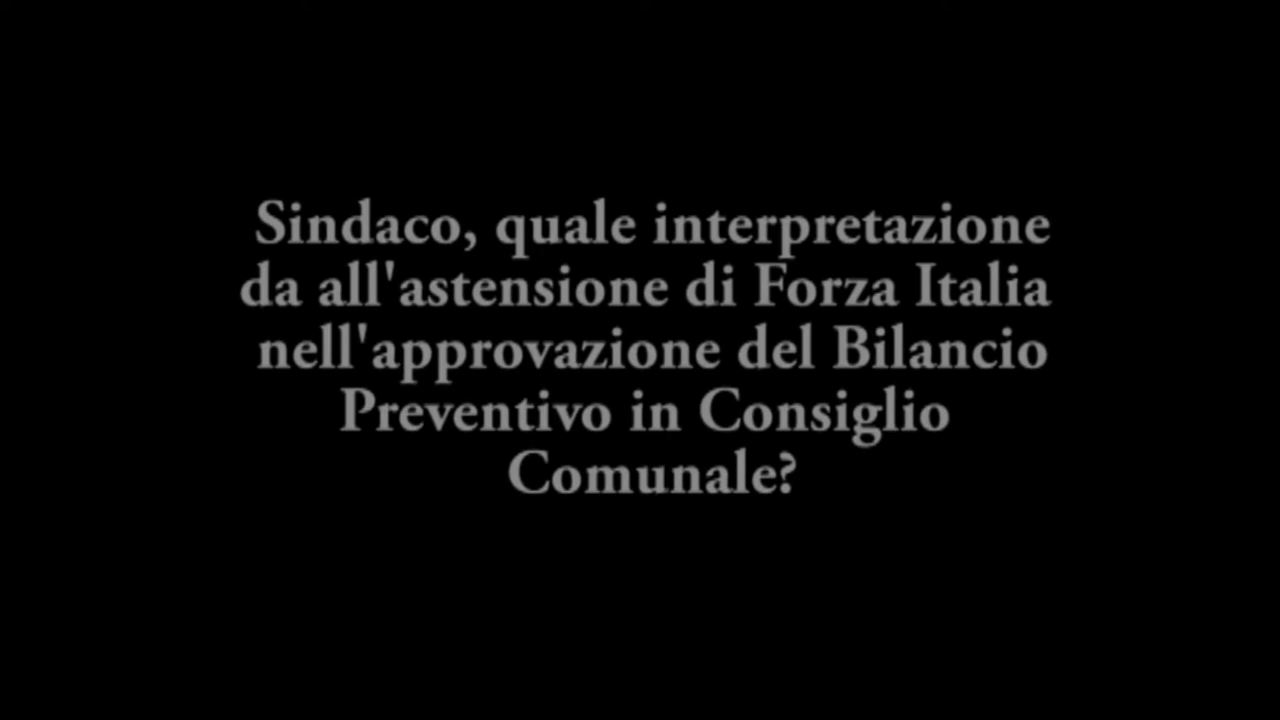 Sindaco, quale interpretazione
da all'astensione di Forza Italia
nell'approvazione del Bilancio
Preventivo in Consiglio
Comunale?